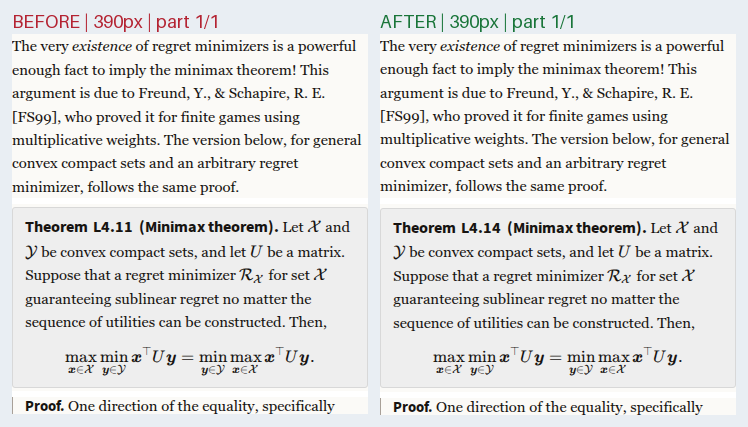 BEFORE | 390px | part 1/1
The very existence of regret minimizers is a powerful
enough fact to imply the minimax theorem! This
argument is due to Freund, Y., & Schapire, R. E.
[FS99], who proved it for finite games using
multiplicative weights. The version below, for general
convex compact sets and an arbitrary regret
minimizer, follows the same proof.
Theorem L4.11 (Minimax theorem). Let 𝒳 and
𝒴 be convex compact sets, and let U be a matrix.
Suppose that a regret minimizer ℛ_𝒳 for set 𝒳
guaranteeing sublinear regret no matter the
sequence of utilities can be constructed. Then,
max_{x∈𝒳} min_{y∈𝒴} x^⊤Uy = min_{y∈𝒴} max_{x∈𝒳} x^⊤Uy.
Proof. One direction of the equality, specifically
AFTER | 390px | part 1/1
The very existence of regret minimizers is a powerful
enough fact to imply the minimax theorem! This
argument is due to Freund, Y., & Schapire, R. E.
[FS99], who proved it for finite games using
multiplicative weights. The version below, for general
convex compact sets and an arbitrary regret
minimizer, follows the same proof.
Theorem L4.14 (Minimax theorem). Let 𝒳 and
𝒴 be convex compact sets, and let U be a matrix.
Suppose that a regret minimizer ℛ_𝒳 for set 𝒳
guaranteeing sublinear regret no matter the
sequence of utilities can be constructed. Then,
max_{x∈𝒳} min_{y∈𝒴} x^⊤Uy = min_{y∈𝒴} max_{x∈𝒳} x^⊤Uy.
Proof. One direction of the equality, specifically